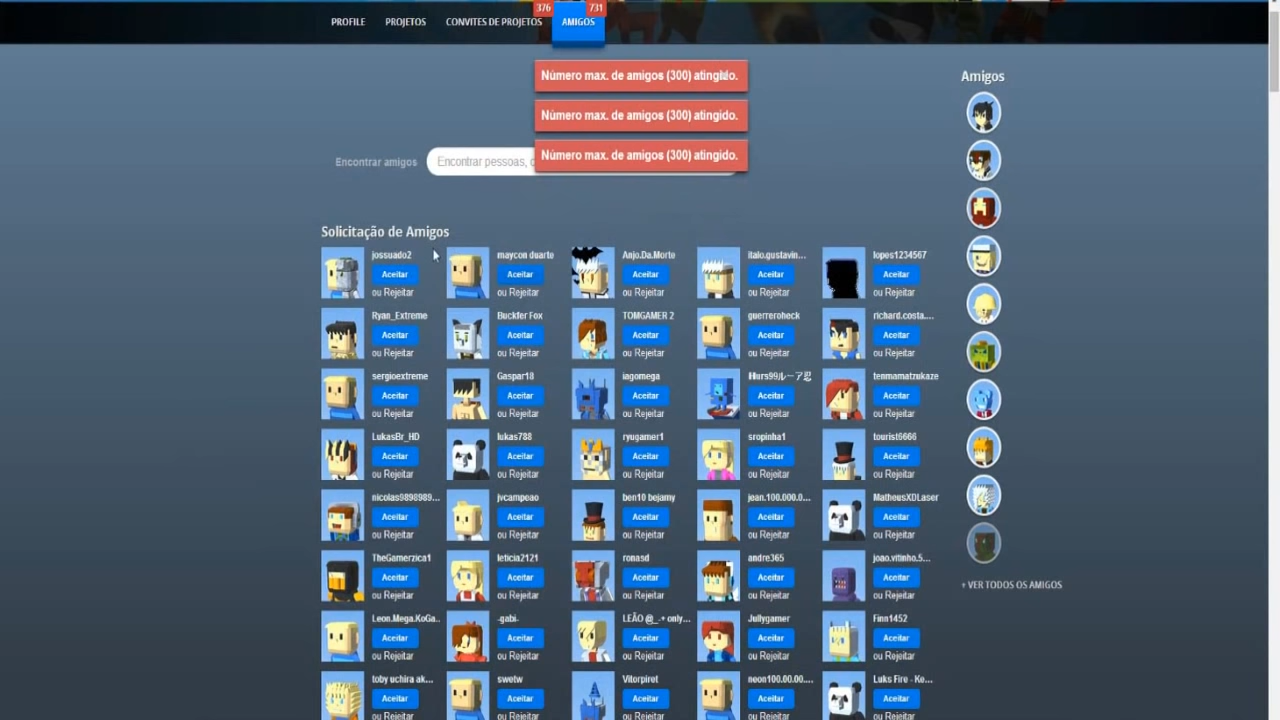 376 731
PROFILE PROJETOS CONVITES DE PROJETOS AMIGOS
Número max. de amigos (300) atingido.
Número max. de amigos (300) atingido.
Número max. de amigos (300) atingido.
Amigos
Encontrar amigos Encontrar pessoas,
Solicitação de Amigos
jossuado2 maycon duarte Anjo.Da.Morte italo.gustavin... lopes1234567
Aceitar Aceitar Aceitar Aceitar Aceitar
ou Rejeitar ou Rejeitar ou Rejeitar ou Rejeitar ou Rejeitar
Ryan_Extreme Buckfer Fox TOMGAMER 2 guerreroheck richard.costa....
Aceitar Aceitar Aceitar Aceitar Aceitar
ou Rejeitar ou Rejeitar ou Rejeitar ou Rejeitar ou Rejeitar
sergioextreme Gaspar18 iagomega tenmamatzukaze
Aceitar Aceitar Aceitar Aceitar Aceitar
ou Rejeitar ou Rejeitar ou Rejeitar ou Rejeitar ou Rejeitar
LukasBr_HD lukas788 ryugamer1 sropinha1 tourist6666
Aceitar Aceitar Aceitar Aceitar Aceitar
ou Rejeitar ou Rejeitar ou Rejeitar ou Rejeitar ou Rejeitar
nicolas9898989... jvcampeao ben10 bejamy jean.100.000.0... MatheusXDLaser
Aceitar Aceitar Aceitar Aceitar Aceitar
ou Rejeitar ou Rejeitar ou Rejeitar ou Rejeitar ou Rejeitar
TheGamerzica1 leticia2121 ronasd andre365 joao.vitinho.5...
Aceitar Aceitar Aceitar Aceitar Aceitar
ou Rejeitar ou Rejeitar ou Rejeitar ou Rejeitar ou Rejeitar
+ VER TODOS OS AMIGOS
Leon.Mega.KoGa.. -gabi- LEÃO @_-+ only... Jullygamer Finn1452
Aceitar Aceitar Aceitar Aceitar Aceitar
ou Rejeitar ou Rejeitar ou Rejeitar ou Rejeitar ou Rejeitar
toby uchira ak... swetw Vitorpiret neon100.00.00.... Luks Fire - Ke...
Aceitar Aceitar Aceitar Aceitar Aceitar
ou Rejeitar ou Rejeitar ou Rejeitar ou Rejeitar ou Rejeitar